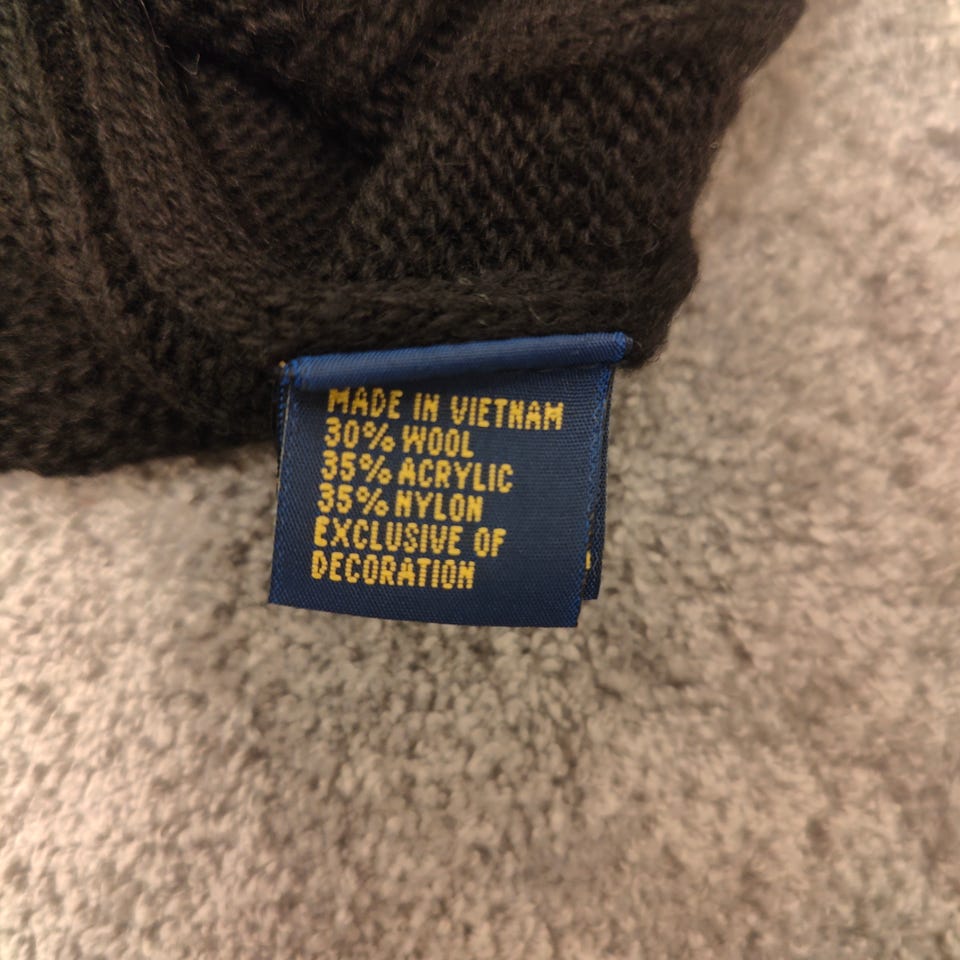 MADE IN VIETNAM
30% WOOL
35% ACRYLIC
35% NYLON
EXCLUSIVE OF
DECORATION